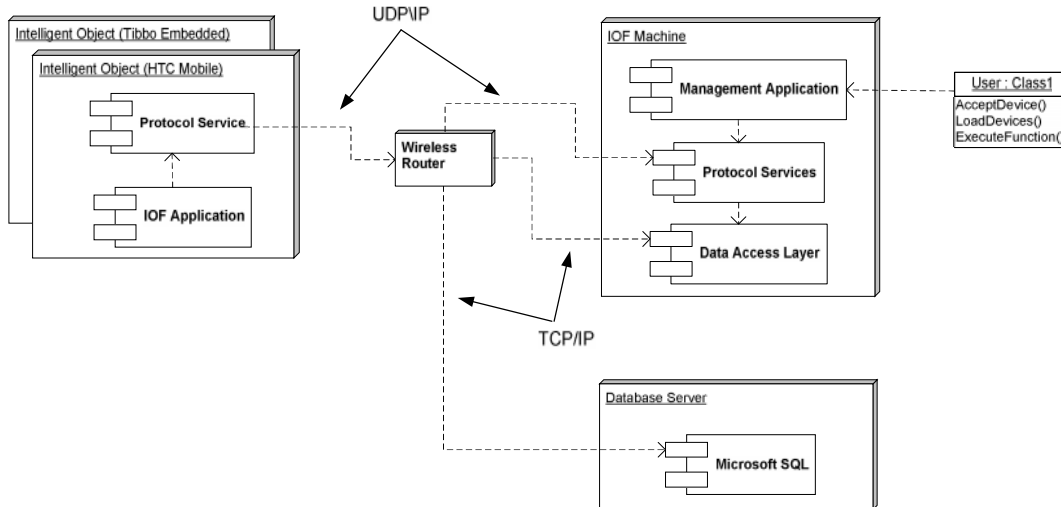 UDP\IP
Intelligent Object (Tibbo Embedded)
Intelligent Object (HTC Mobile)
Protocol Service
IOF Application
Wireless
Router
IOF Machine
Management Application
Protocol Services
Data Access Layer
User : Class1
AcceptDevice()
LoadDevices()
ExecuteFunction()
TCP/IP
Database Server
Microsoft SQL